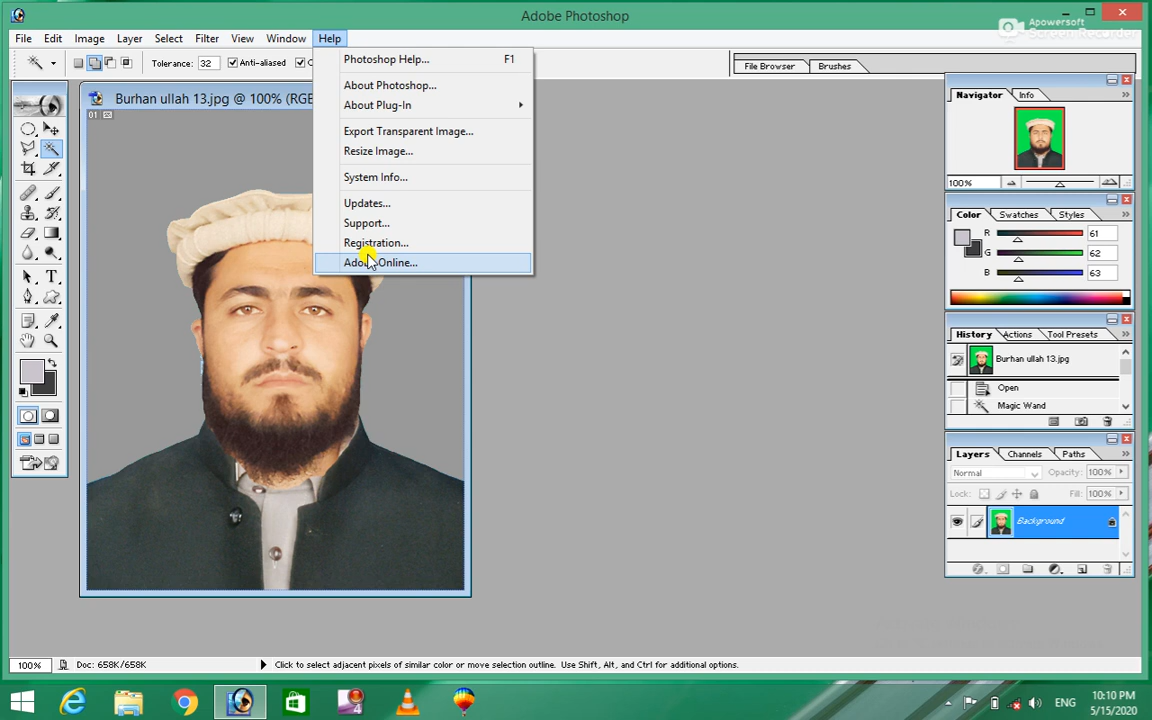 Adobe Photoshop
Apowersoft
Screen Recorder
File Edit Image Layer Select Filter View Window Help
Tolerance: 32 Anti-aliased
File Browser Brushes
Photoshop Help... F1
About Photoshop...
About Plug-In
Export Transparent Image...
Resize Image...
System Info...
Updates...
Support...
Registration...
Adobe Online...
Burhan ullah 13.jpg @ 100% (RGB
01
Navigator Info
100%
Color Swatches Styles
R 61
G 62
B 63
History Actions Tool Presets
Burhan ullah 13.jpg
Open
Magic Wand
Layers Channels Paths
Normal Opacity: 100%
Lock: Fill: 100%
Background
100% Doc: 658K/658K Click to select adjacent pixels of similar color or move selection outline. Use Shift, Alt, and Ctrl for additional options.
ENG
10:10 PM
5/15/2020